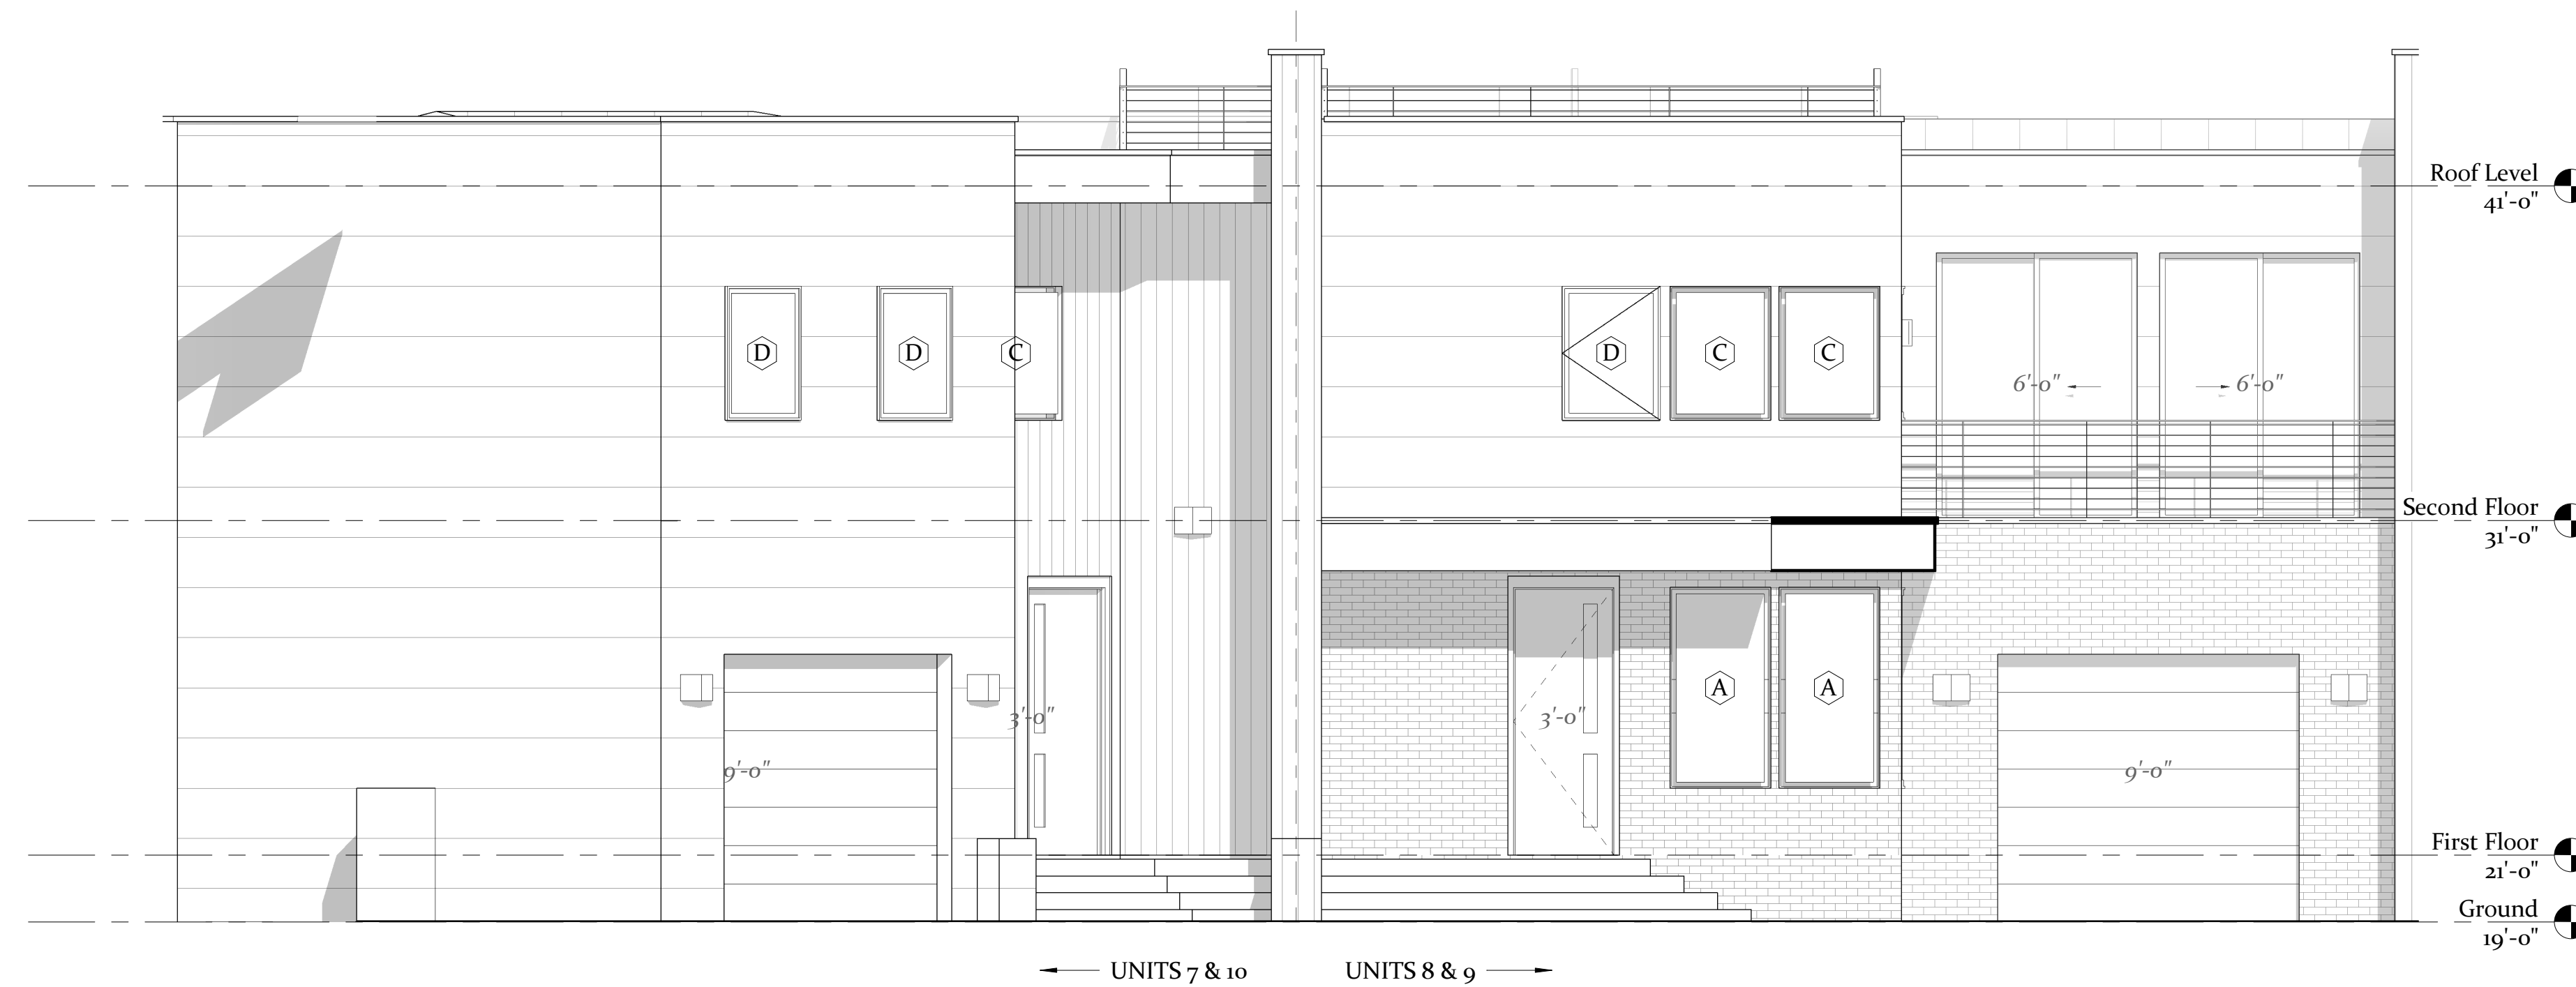 Roof Level
41'-0"
D
D
C
D
C
C
6'-0"
6'-0"
Second Floor
31'-0"
A
A
3'-0"
3'-0"
9'-0"
9'-0"
First Floor
21'-0"
Ground
19'-0"
UNITS 7 & 10
UNITS 8 & 9